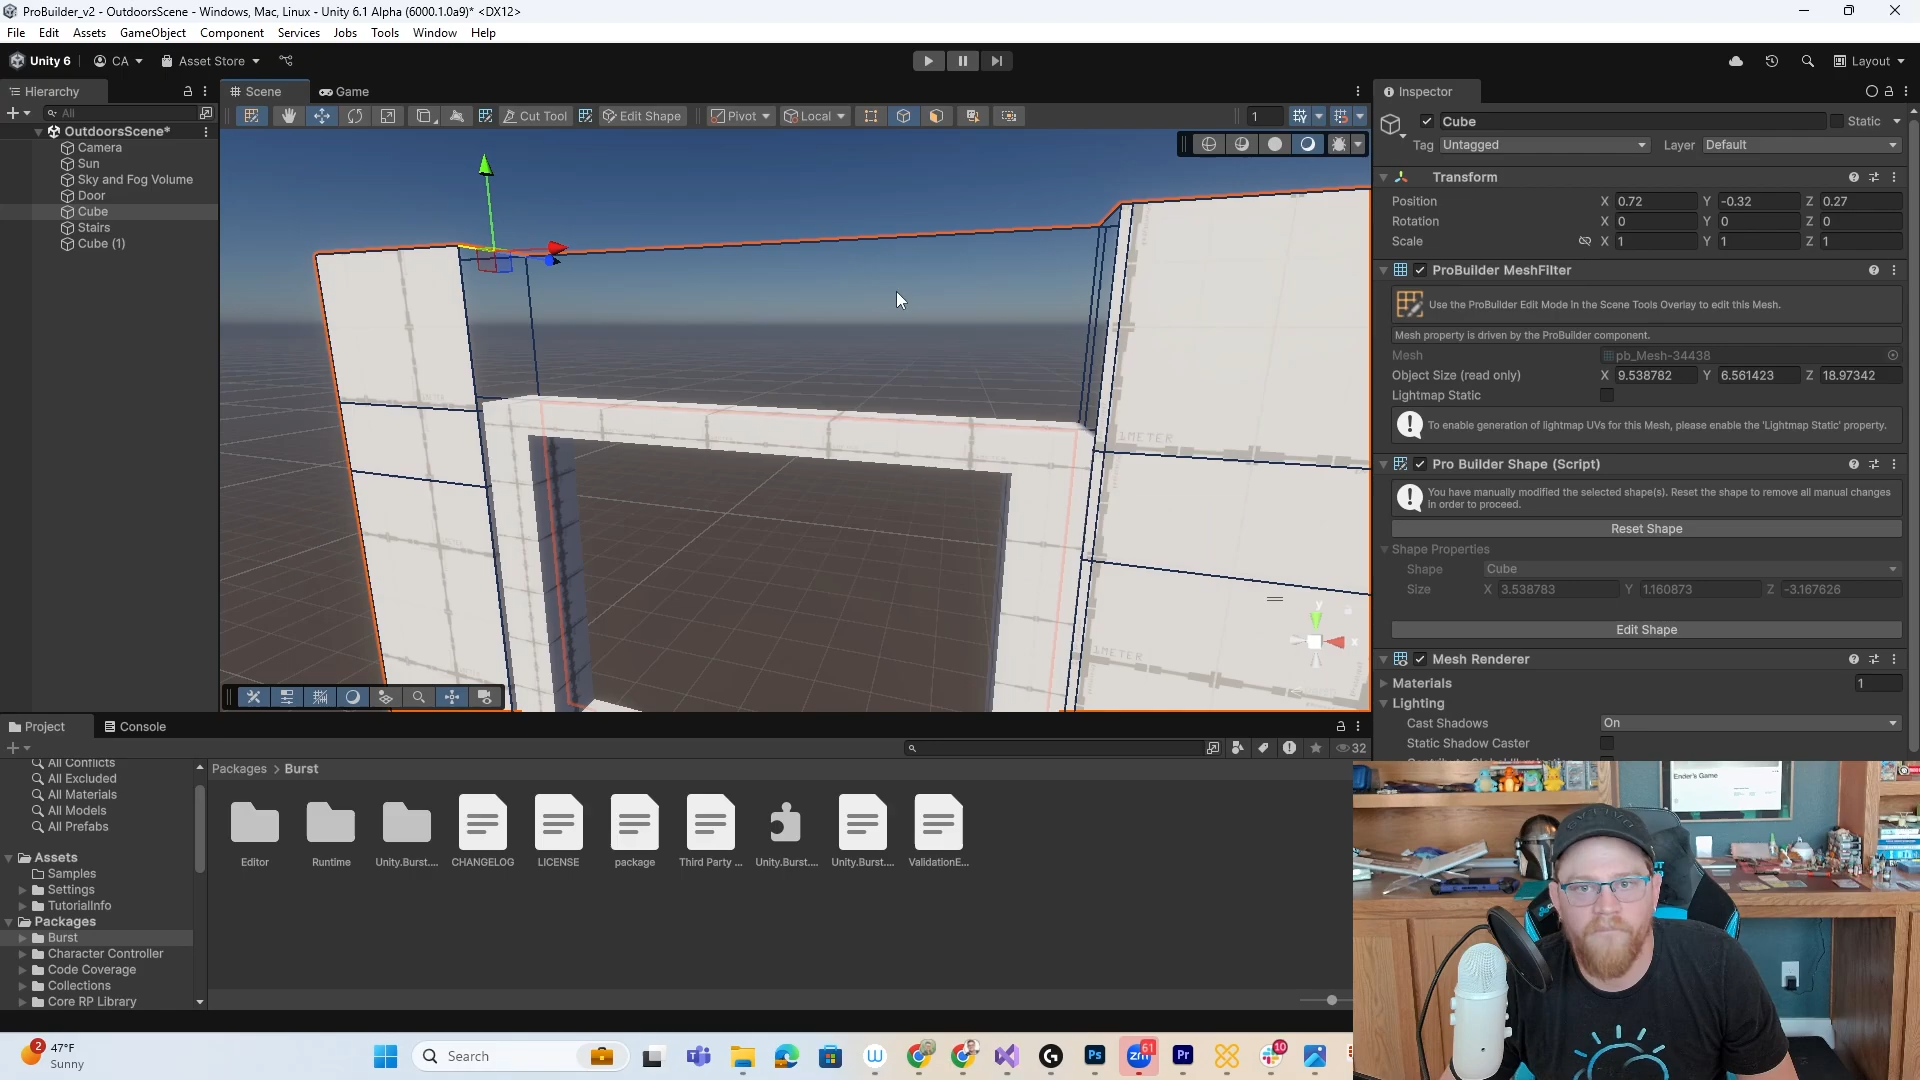 ProBuilder_v2 - OutdoorsScene - Windows, Mac, Linux - Unity 6.1 Alpha (6000.1.0a9)* <DX12>
File Edit Assets GameObject Component Services Jobs Tools Window Help
Unity 6 CA Asset Store Layout
Hierarchy Scene Game Inspector
All Cut Tool Edit Shape Pivot Local 1 Cube Static
OutdoorsScene*
Camera
Sun
Sky and Fog Volume
Door
Cube
Stairs
Cube (1)
1METER
1METER
Tag Untagged Layer Default
Transform
Position X 0.72 Y -0.32 Z 0.27
Rotation X 0 Y 0 Z 0
Scale X 1 Y 1 Z 1
ProBuilder MeshFilter
Use the ProBuilder Edit Mode in the Scene Tools Overlay to edit this Mesh.
Mesh property is driven by the ProBuilder component.
Mesh pb_Mesh-34438
Object Size (read only) X 9.538782 Y 6.561423 Z 18.97342
Lightmap Static
To enable generation of lightmap UVs for this Mesh, please enable the 'Lightmap Static' property.
Pro Builder Shape (Script)
You have manually modified the selected shape(s). Reset the shape to remove all manual changes
in order to proceed.
Reset Shape
Shape Properties
Shape Cube
Size X 3.538783 Y 1.160873 Z -3.167626
Edit Shape
Mesh Renderer
Materials 1
Lighting
Cast Shadows On
Static Shadow Caster
Project Console
32
All Conflicts
All Excluded
All Materials
All Models
All Prefabs
Assets
Samples
Settings
TutorialInfo
Packages
Burst
Character Controller
Code Coverage
Collections
Core RP Library
Packages > Burst
Editor Runtime Unity.Burst.... CHANGELOG LICENSE package Third Party ... Unity.Burst.... Unity.Burst.... ValidationE...
Ender's Game
2 47°F
Sunny
Search
61
10